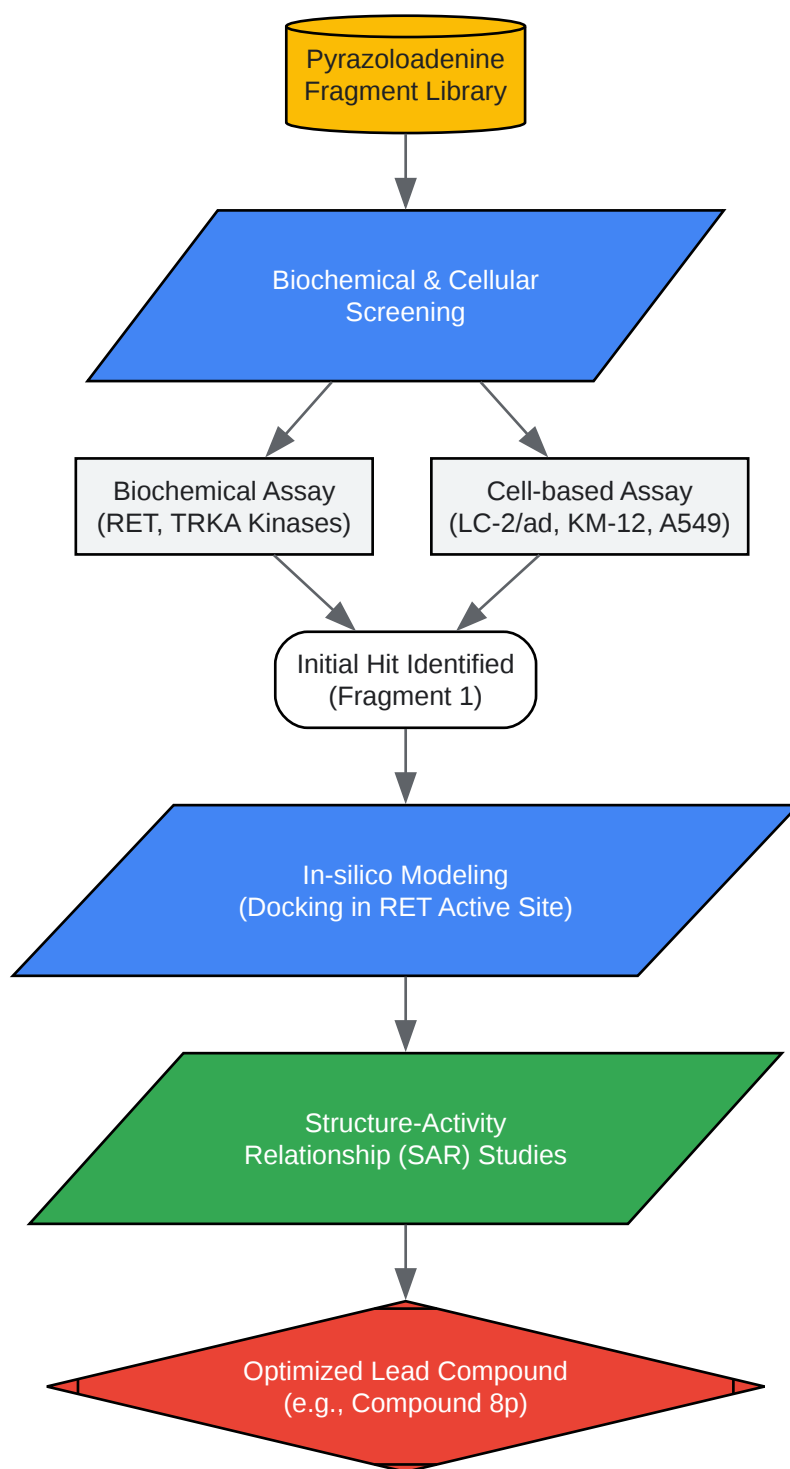 Pyrazoloadenine
Fragment Library
Biochemical & Cellular
Screening
Biochemical Assay
(RET, TRKA Kinases)
Cell-based Assay
(LC-2/ad, KM-12, A549)
Initial Hit Identified
(Fragment 1)
In-silico Modeling
(Docking in RET Active Site)
Structure-Activity
Relationship (SAR) Studies
Optimized Lead Compound
(e.g., Compound 8p)